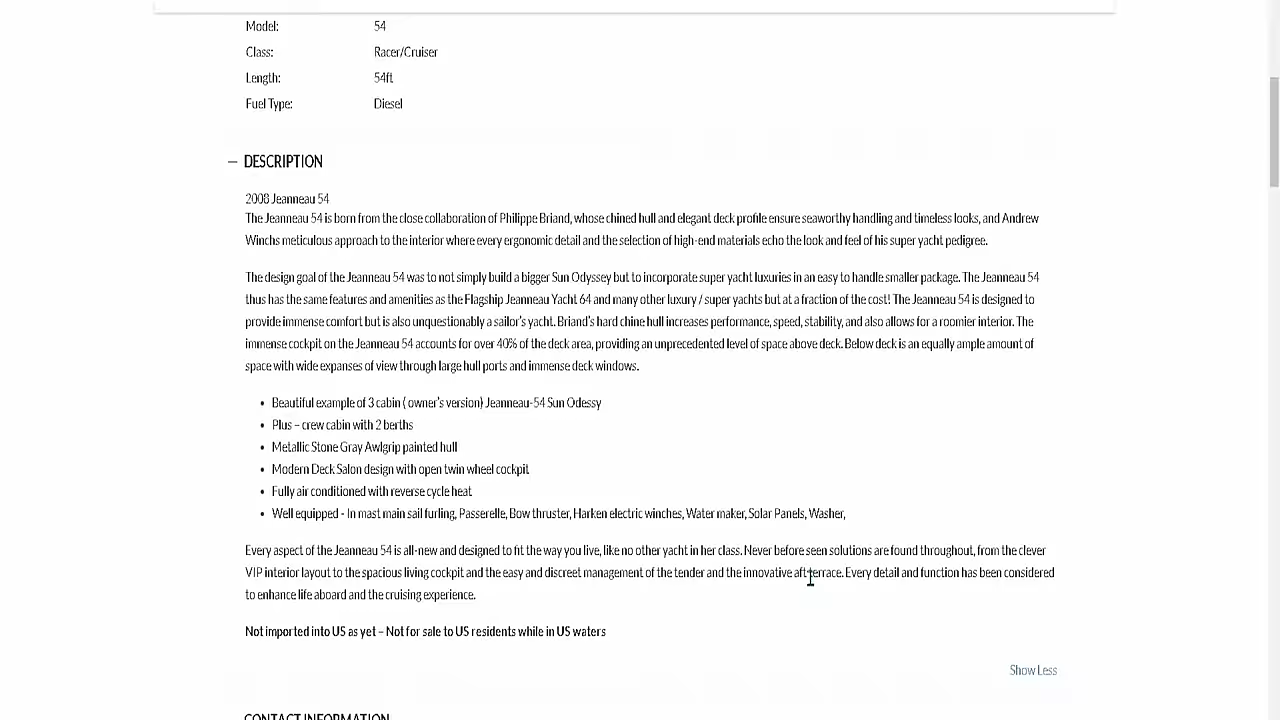 Model: 54
Class: Racer/Cruiser
Length: 54ft
Fuel Type: Diesel
— DESCRIPTION
2008 Jeanneau 54
The Jeanneau 54 is born from the close collaboration of Philippe Briand, whose chined hull and elegant deck profile ensure seaworthy handling and timeless looks, and Andrew
Winchs meticulous approach to the interior where every ergonomic detail and the selection of high-end materials echo the look and feel of his super yacht pedigree.
The design goal of the Jeanneau 54 was to not simply build a bigger Sun Odyssey but to incorporate super yacht luxuries in an easy to handle smaller package. The Jeanneau 54
thus has the same features and amenities as the Flagship Jeanneau Yacht 64 and many other luxury / super yachts but at a fraction of the cost! The Jeanneau 54 is designed to
provide immense comfort but is also unquestionably a sailor's yacht. Briand's hard chine hull increases performance, speed, stability, and also allows for a roomier interior. The
immense cockpit on the Jeanneau 54 accounts for over 40% of the deck area, providing an unprecedented level of space above deck. Below deck is an equally ample amount of
space with wide expanses of view through large hull ports and immense deck windows.
• Beautiful example of 3 cabin ( owner's version) Jeanneau-54 Sun Odessy
• Plus – crew cabin with 2 berths
• Metallic Stone Gray Awlgrip painted hull
• Modern Deck Salon design with open twin wheel cockpit
• Fully air conditioned with reverse cycle heat
• Well equipped - In mast main sail furling, Passerelle, Bow thruster, Harken electric winches, Water maker, Solar Panels, Washer,
Every aspect of the Jeanneau 54 is all-new and designed to fit the way you live, like no other yacht in her class. Never before seen solutions are found throughout, from the clever
VIP interior layout to the spacious living cockpit and the easy and discreet management of the tender and the innovative aft terrace. Every detail and function has been considered
to enhance life aboard and the cruising experience.
Not imported into US as yet – Not for sale to US residents while in US waters
Show Less
CONTACT INFORMATION